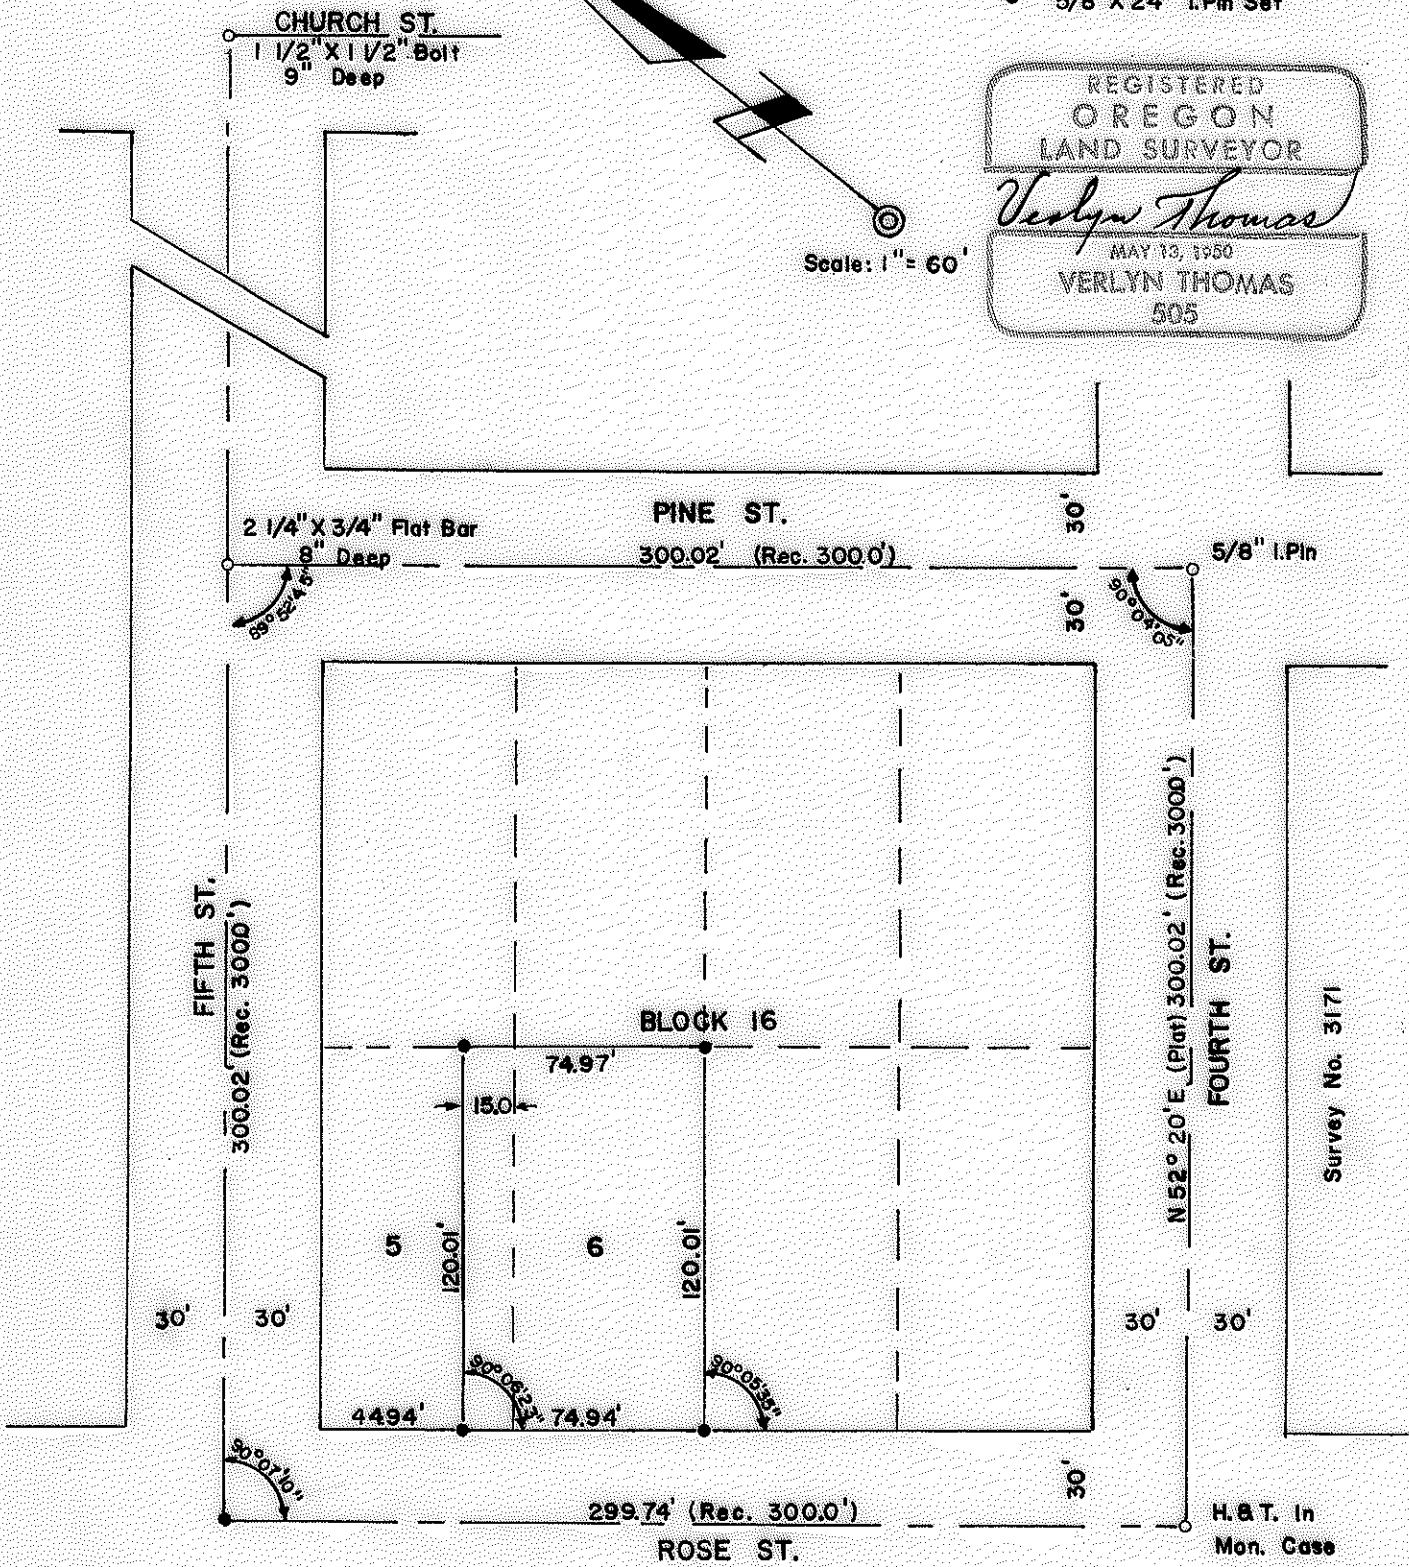 5/8" X 24" I.Pin Set
CHURCH ST.
1 1/2" X 1 1/2" Bolt
9" Deep
REGISTERED
OREGON
LAND SURVEYOR
Verlyn Thomas
MAY 13, 1950
VERLYN THOMAS
505
Scale: 1" = 60'
PINE ST.
300.02' (Rec. 300.0')
30'
30'
2 1/4" X 3/4" Flat Bar
8" Deep
5/8" I.Pin
89°52'45"
90°04'05"
FIFTH ST.
300.02' (Rec. 300.0')
N 52° 20' E (Plat) 300.02' (Rec. 300.0')
FOURTH ST.
Survey No. 3171
BLOCK 16
74.97'
15.0
5
120.01'
6
120.01'
30'
30'
30'
30'
90°06'23"
90°05'35"
44.94'
74.94'
90°07'10"
30'
299.74' (Rec. 300.0')
ROSE ST.
H. & T. In
Mon. Case